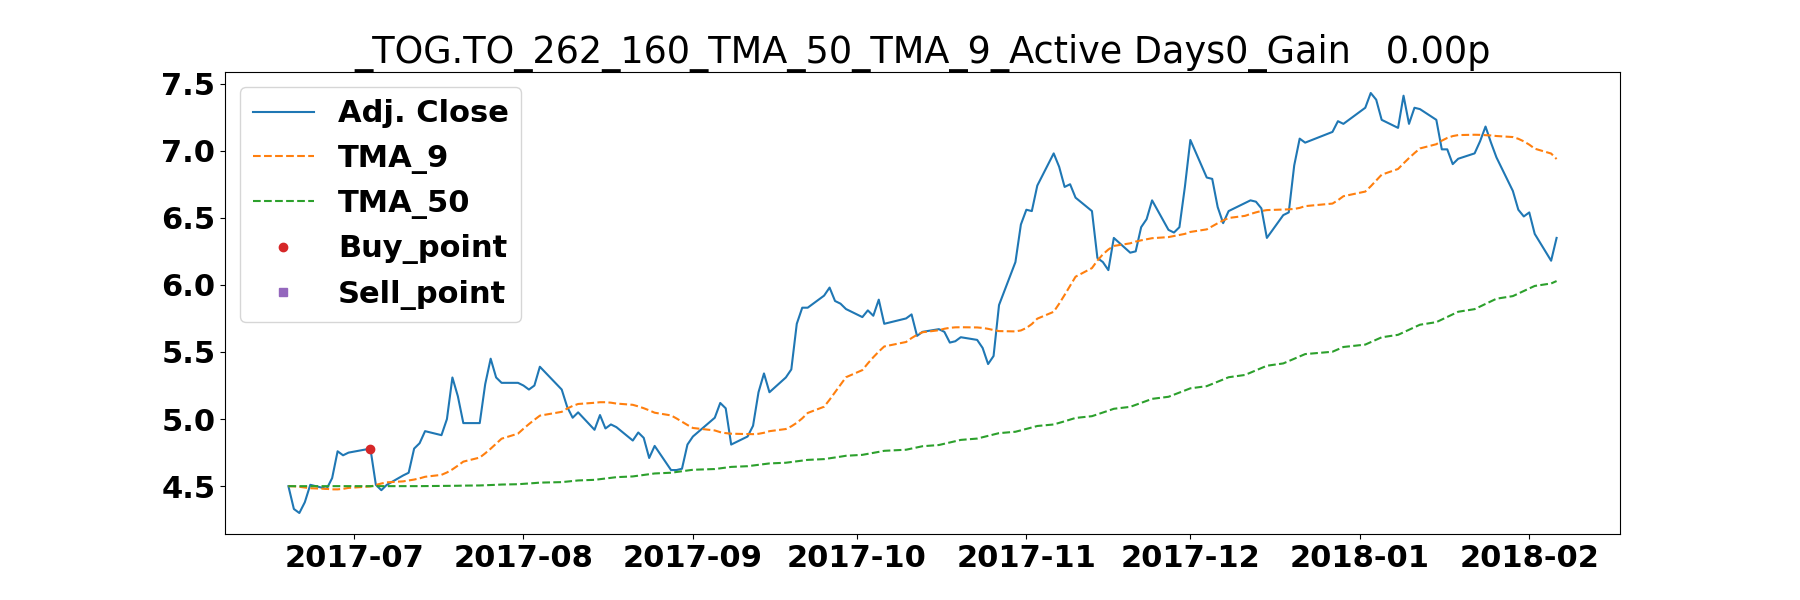 _TOG.TO_262_160_TMA_50_TMA_9_Active Days0_Gain   0.00p
7.5
7.0
6.5
6.0
5.5
5.0
4.5
Adj. Close
TMA_9
TMA_50
Buy_point
Sell_point
2017-07 2017-08 2017-09 2017-10 2017-11 2017-12 2018-01 2018-02